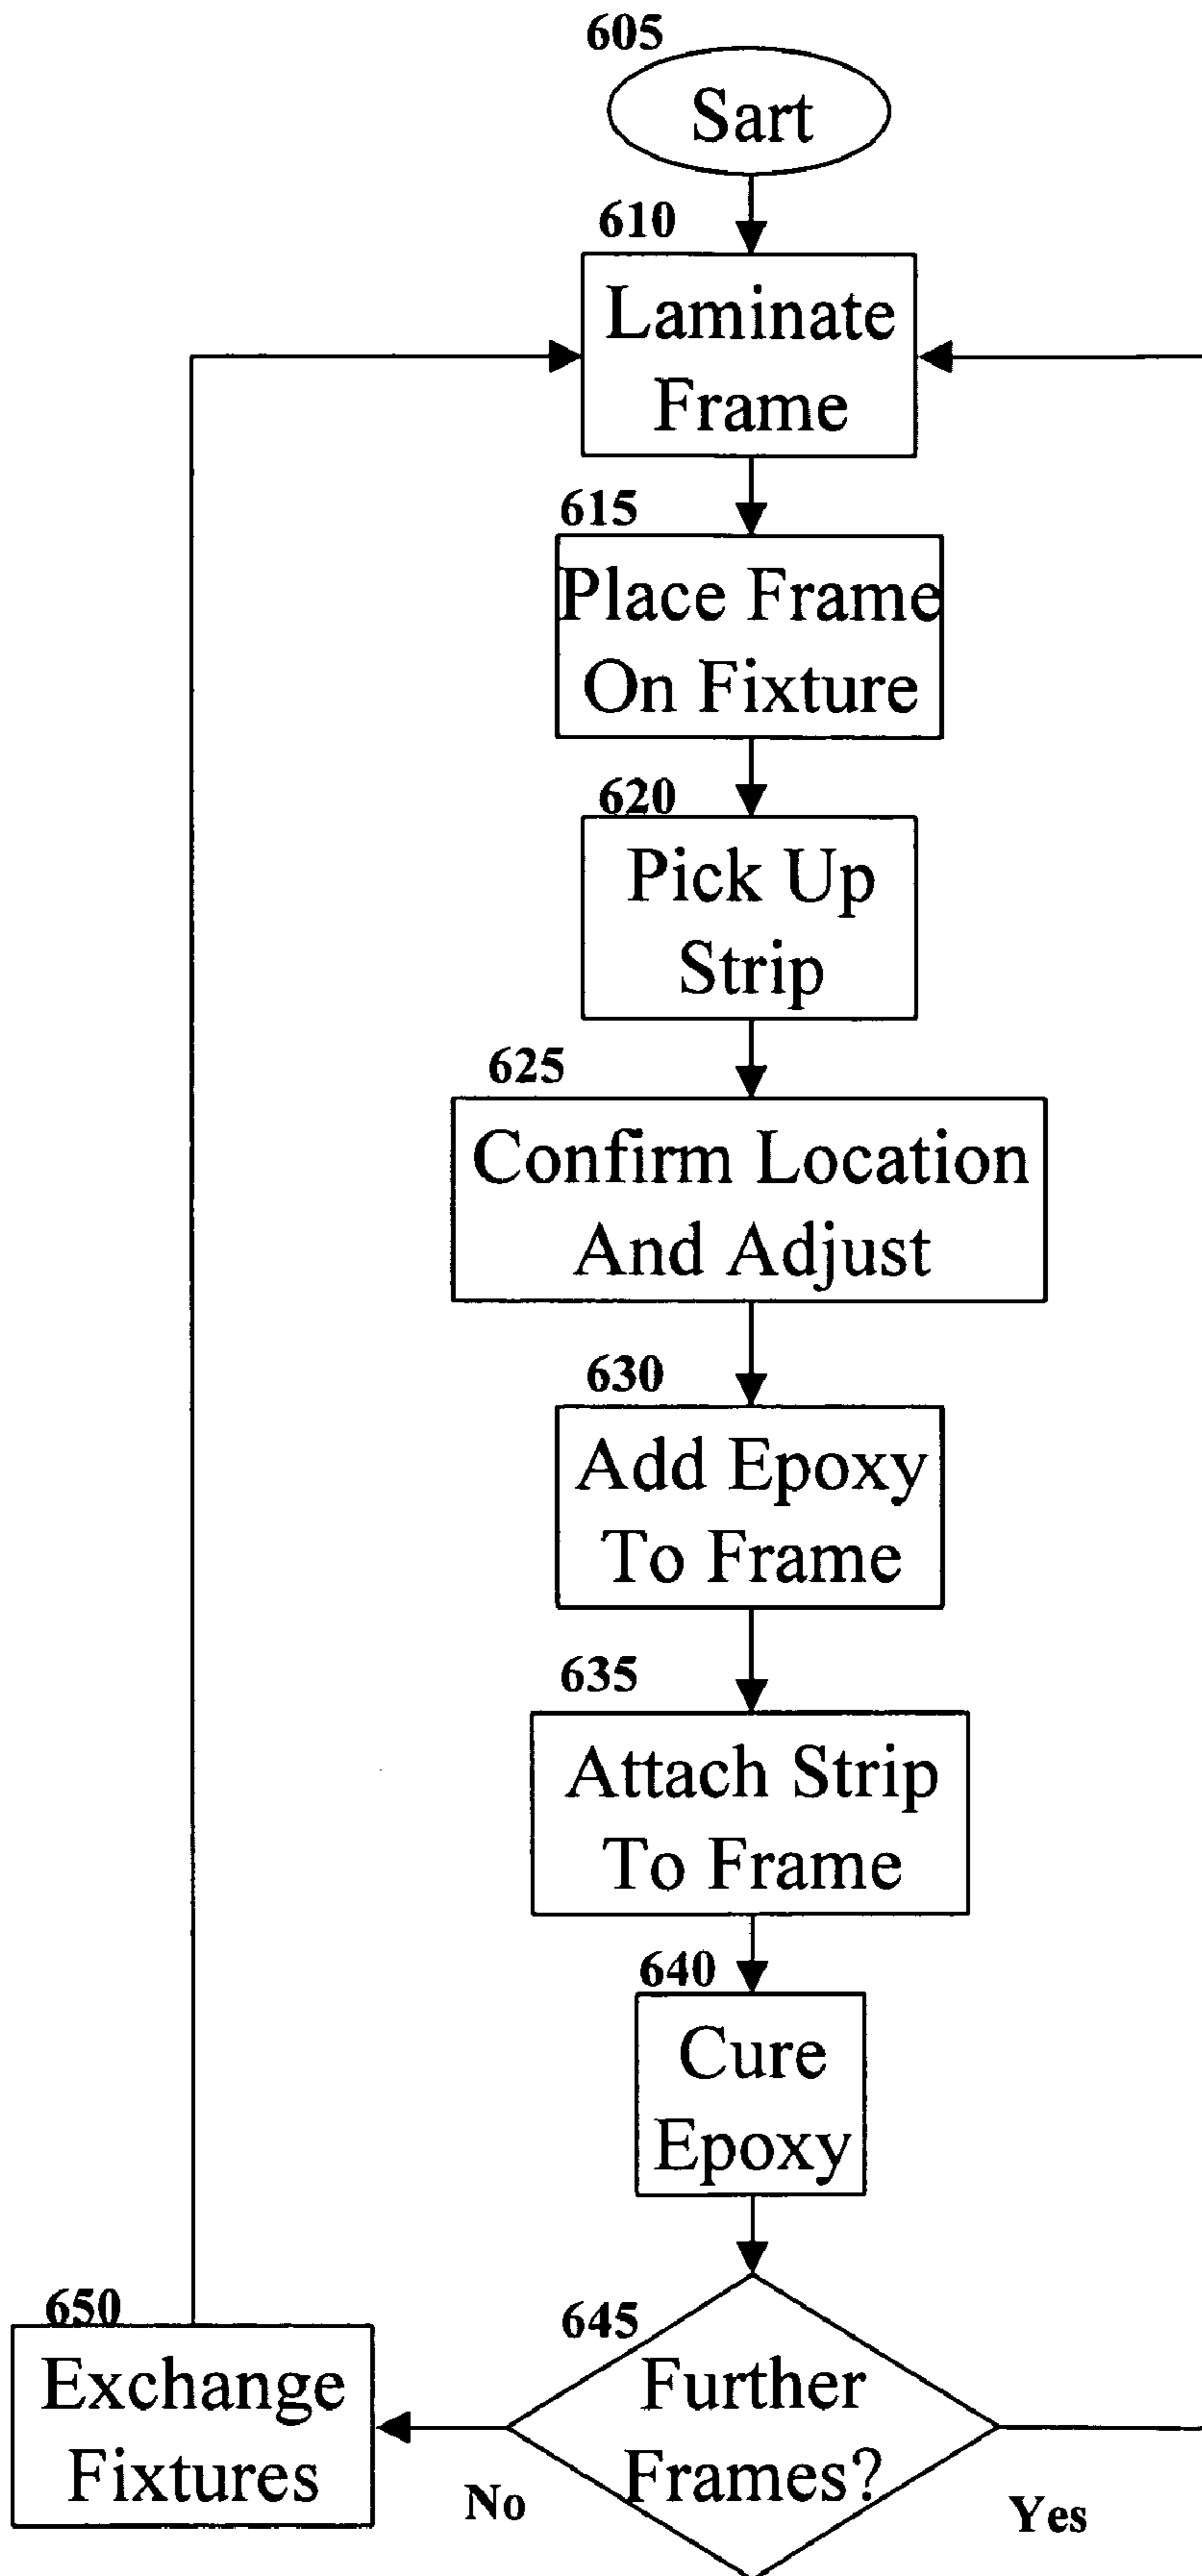 605
Sart
610
Laminate
Frame
615
Place Frame
On Fixture
620
Pick Up
Strip
625
Confirm Location
And Adjust
630
Add Epoxy
To Frame
635
Attach Strip
To Frame
640
Cure
Epoxy
645
Further
Frames?
No
Yes
650
Exchange
Fixtures